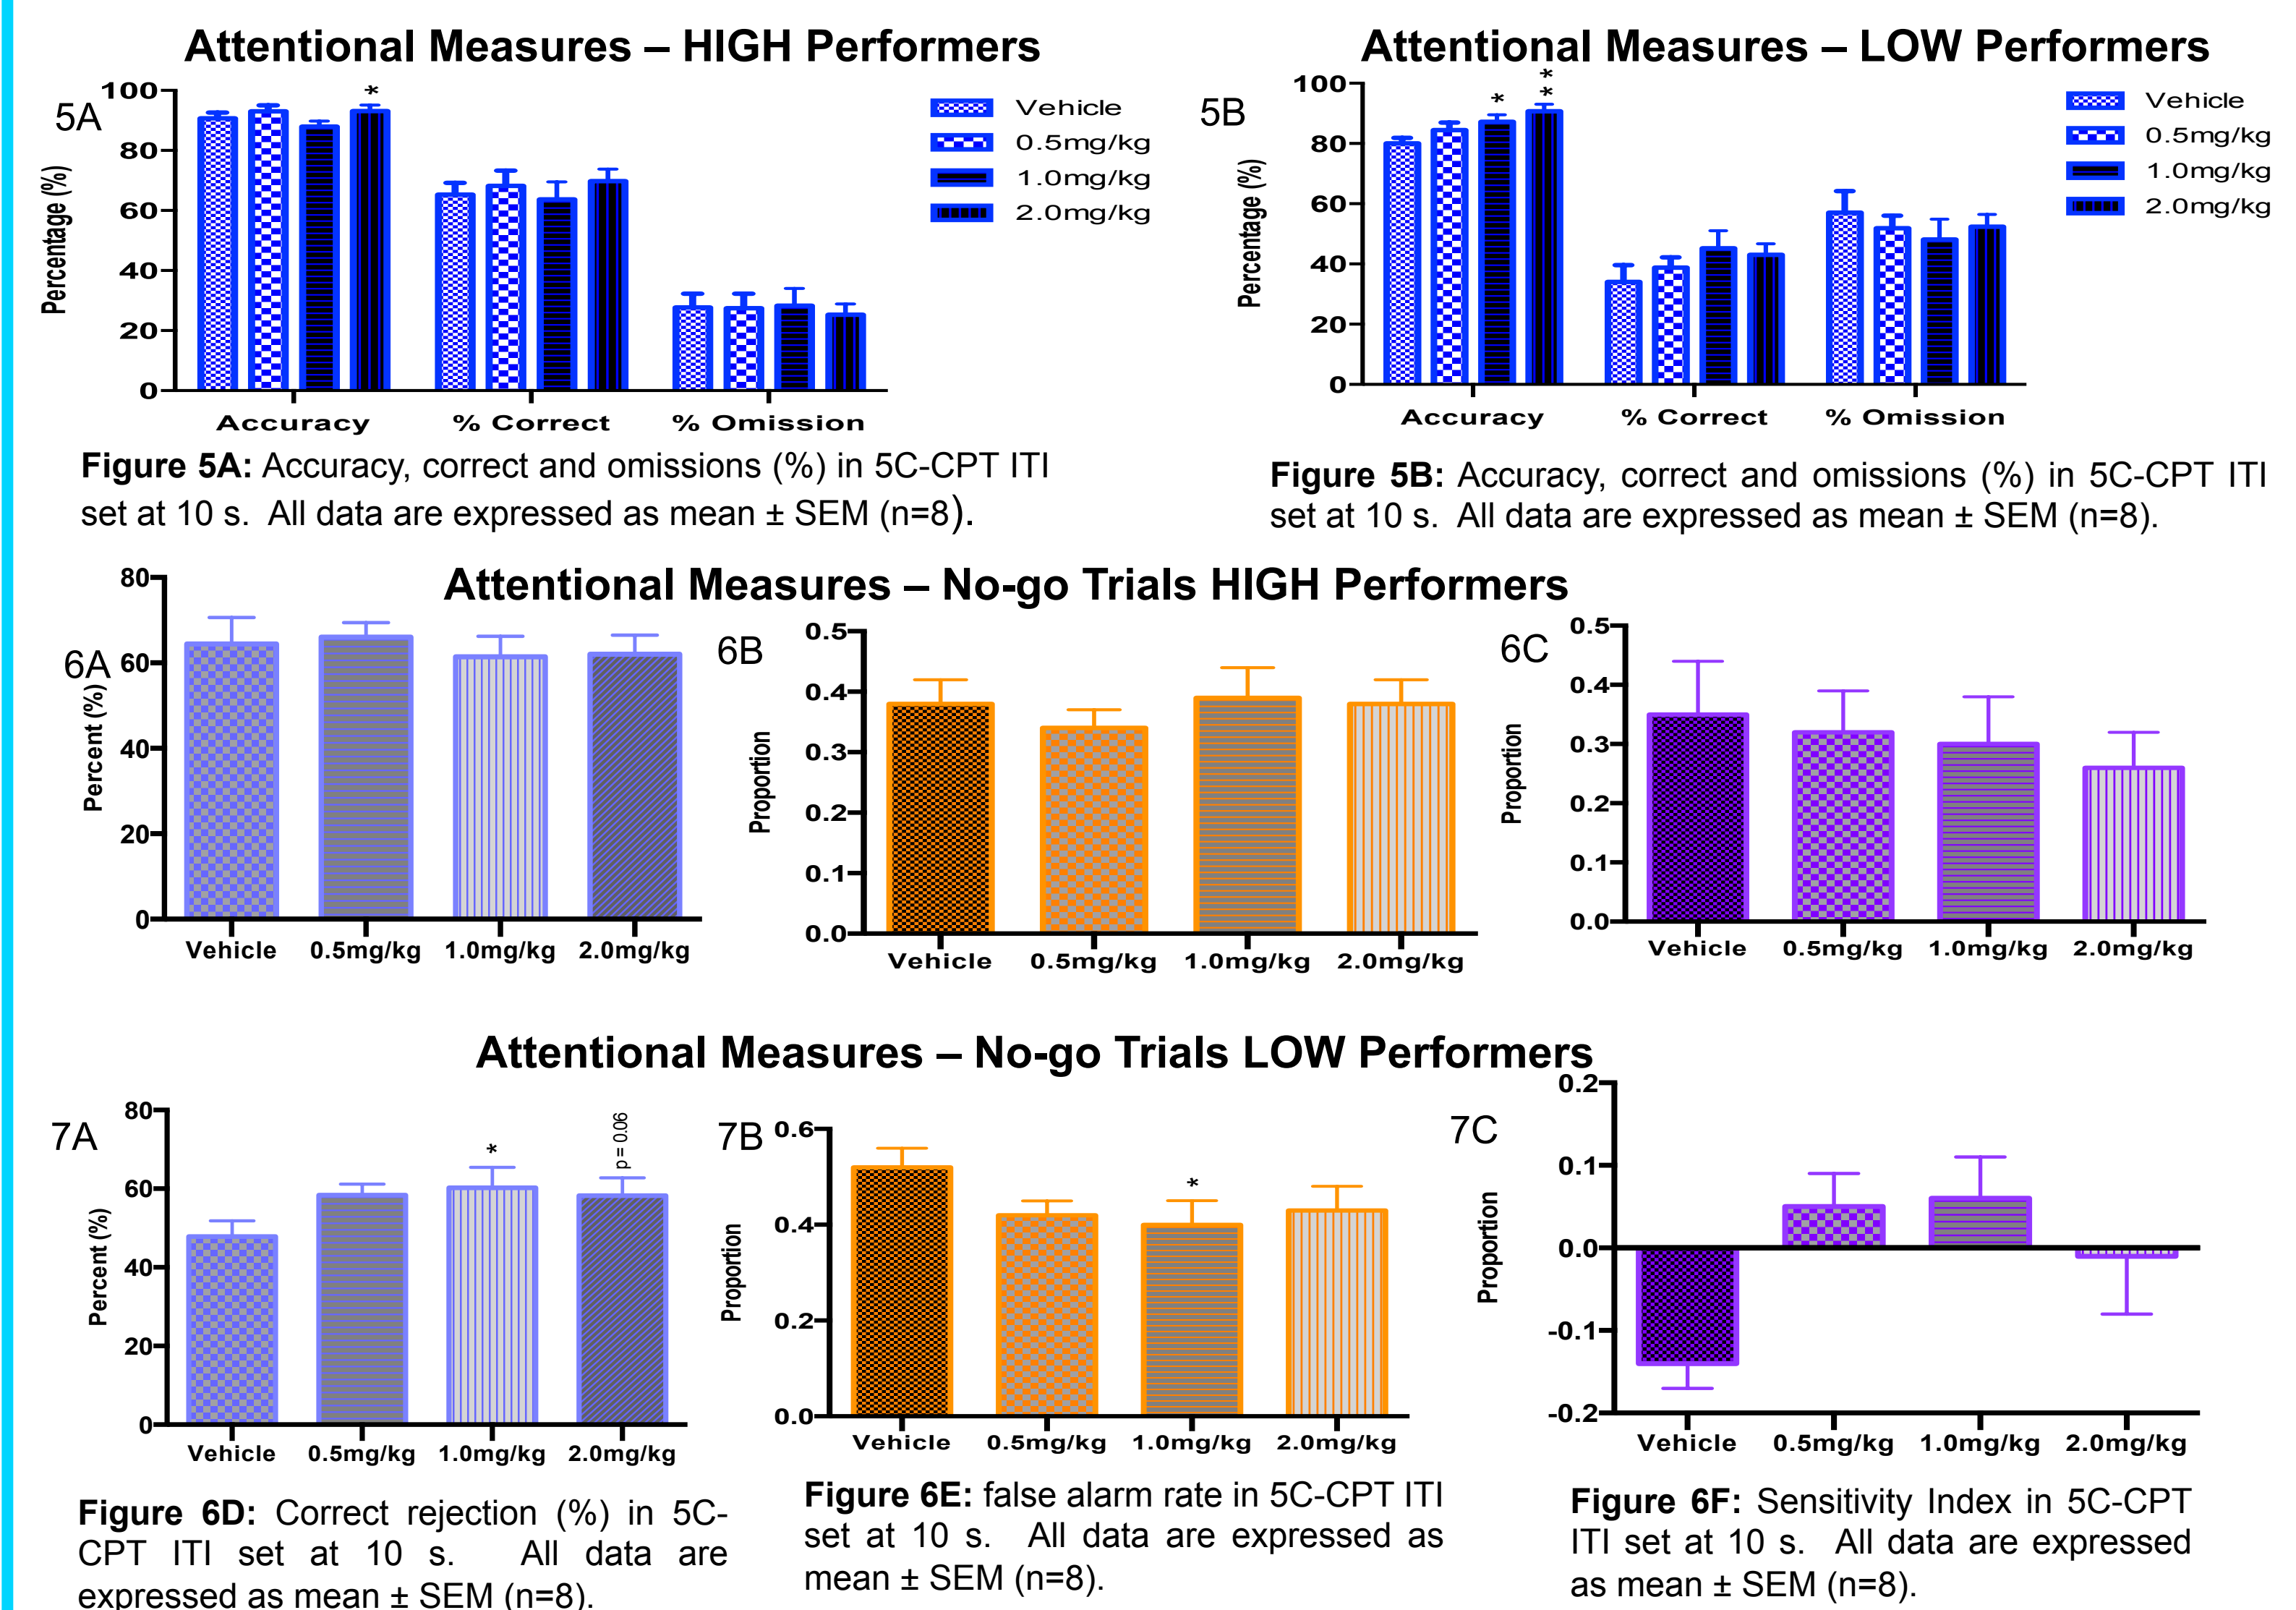 Attentional Measures – HIGH Performers
5A
Percentage (%)
100
80
60
40
20
0
*
Accuracy
% Correct
% Omission
Vehicle
0.5mg/kg
1.0mg/kg
2.0mg/kg
Figure 5A: Accuracy, correct and omissions (%) in 5C-CPT ITI
set at 10 s. All data are expressed as mean ± SEM (n=8).
Attentional Measures – LOW Performers
5B
Percentage (%)
100
80
60
40
20
0
*
**
Accuracy
% Correct
% Omission
Vehicle
0.5mg/kg
1.0mg/kg
2.0mg/kg
Figure 5B: Accuracy, correct and omissions (%) in 5C-CPT ITI
set at 10 s. All data are expressed as mean ± SEM (n=8).
Attentional Measures – No-go Trials HIGH Performers
6A
Percent (%)
80
60
40
20
0
Vehicle
0.5mg/kg
1.0mg/kg
2.0mg/kg
6B
Proportion
0.5
0.4
0.3
0.2
0.1
0.0
Vehicle
0.5mg/kg
1.0mg/kg
2.0mg/kg
6C
Proportion
0.5
0.4
0.3
0.2
0.1
0.0
Vehicle
0.5mg/kg
1.0mg/kg
2.0mg/kg
Attentional Measures – No-go Trials LOW Performers
7A
Percent (%)
80
60
40
20
0
*
p = 0.06
Vehicle
0.5mg/kg
1.0mg/kg
2.0mg/kg
7B
Proportion
0.6
0.4
0.2
0.0
*
Vehicle
0.5mg/kg
1.0mg/kg
2.0mg/kg
7C
Proportion
0.2
0.1
0.0
-0.1
-0.2
Vehicle
0.5mg/kg
1.0mg/kg
2.0mg/kg
Figure 6D: Correct rejection (%) in 5C-
CPT ITI set at 10 s. All data are
expressed as mean ± SEM (n=8).
Figure 6E: false alarm rate in 5C-CPT ITI
set at 10 s. All data are expressed as
mean ± SEM (n=8).
Figure 6F: Sensitivity Index in 5C-CPT
ITI set at 10 s. All data are expressed
as mean ± SEM (n=8).